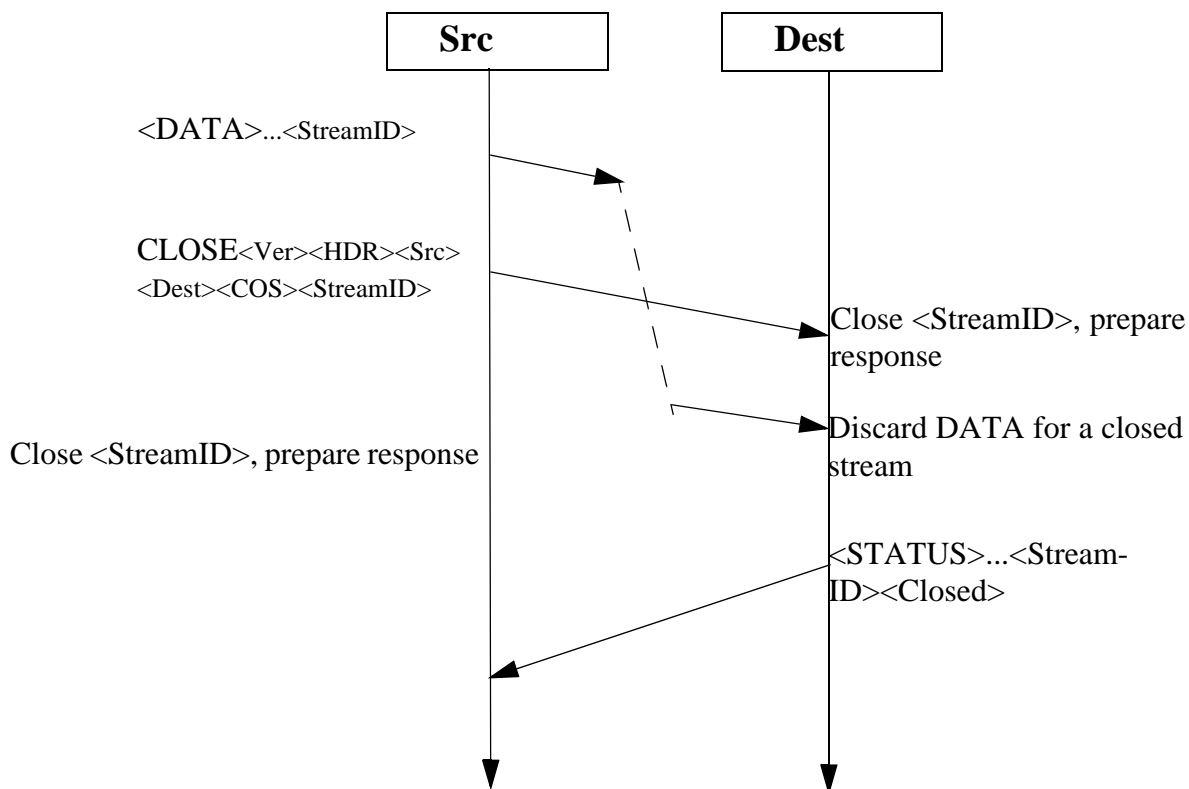 Src
Dest
<DATA>...<StreamID>
CLOSE<Ver><HDR><Src>
<Dest><COS><StreamID>
Close <StreamID>, prepare
response
Discard DATA for a closed
stream
Close <StreamID>, prepare response
<STATUS>...<Stream-
ID><Closed>